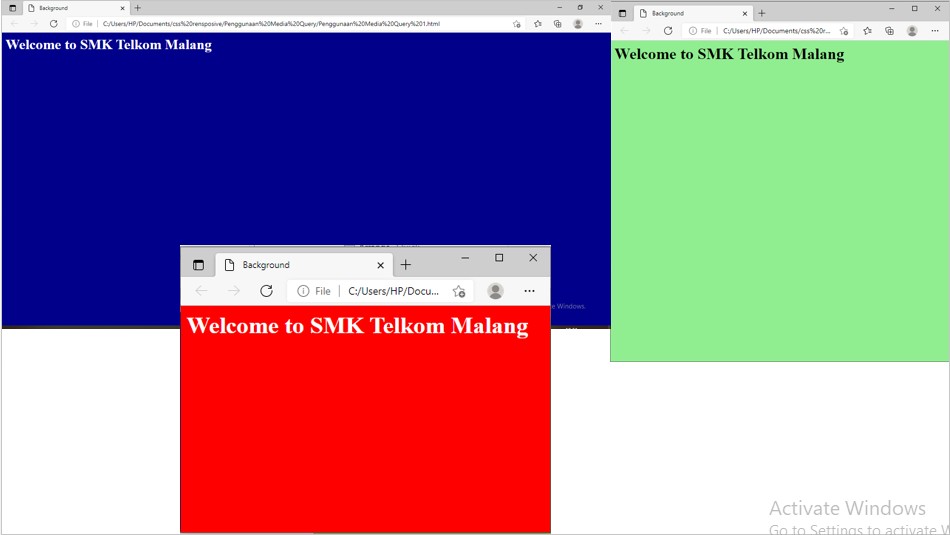 Background
File
C:/Users/HP/Documents/css%20rensposive/Penggunaan%20Media%20Query/Penggunaan%20Media%20Query%201.html
Welcome to SMK Telkom Malang
Background
File
C:/Users/HP/Documents/css%20r...
Welcome to SMK Telkom Malang
Windows.
Background
File
C:/Users/HP/Docu...
Welcome to SMK Telkom Malang
Activate Windows
Go to Settings to activate W